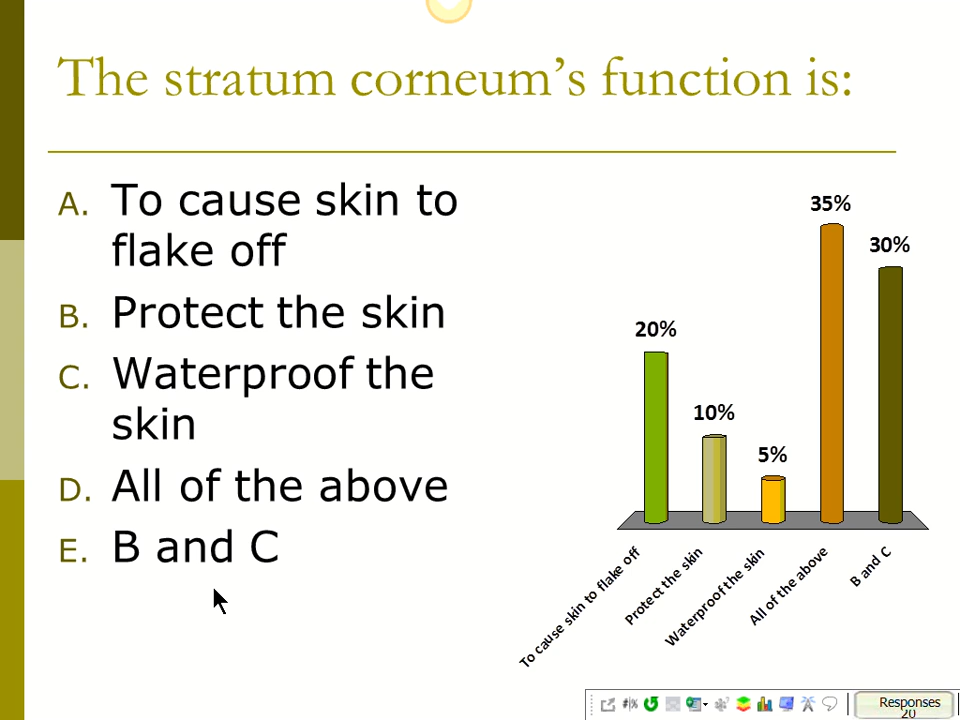 The stratum corneum's function is:
A. To cause skin to
flake off
B. Protect the skin
C. Waterproof the
skin
D. All of the above
E. B and C
35%
30%
20%
10%
5%
To cause skin to flake off
Protect the skin
Waterproof the skin
All of the above
B and C
Responses
20